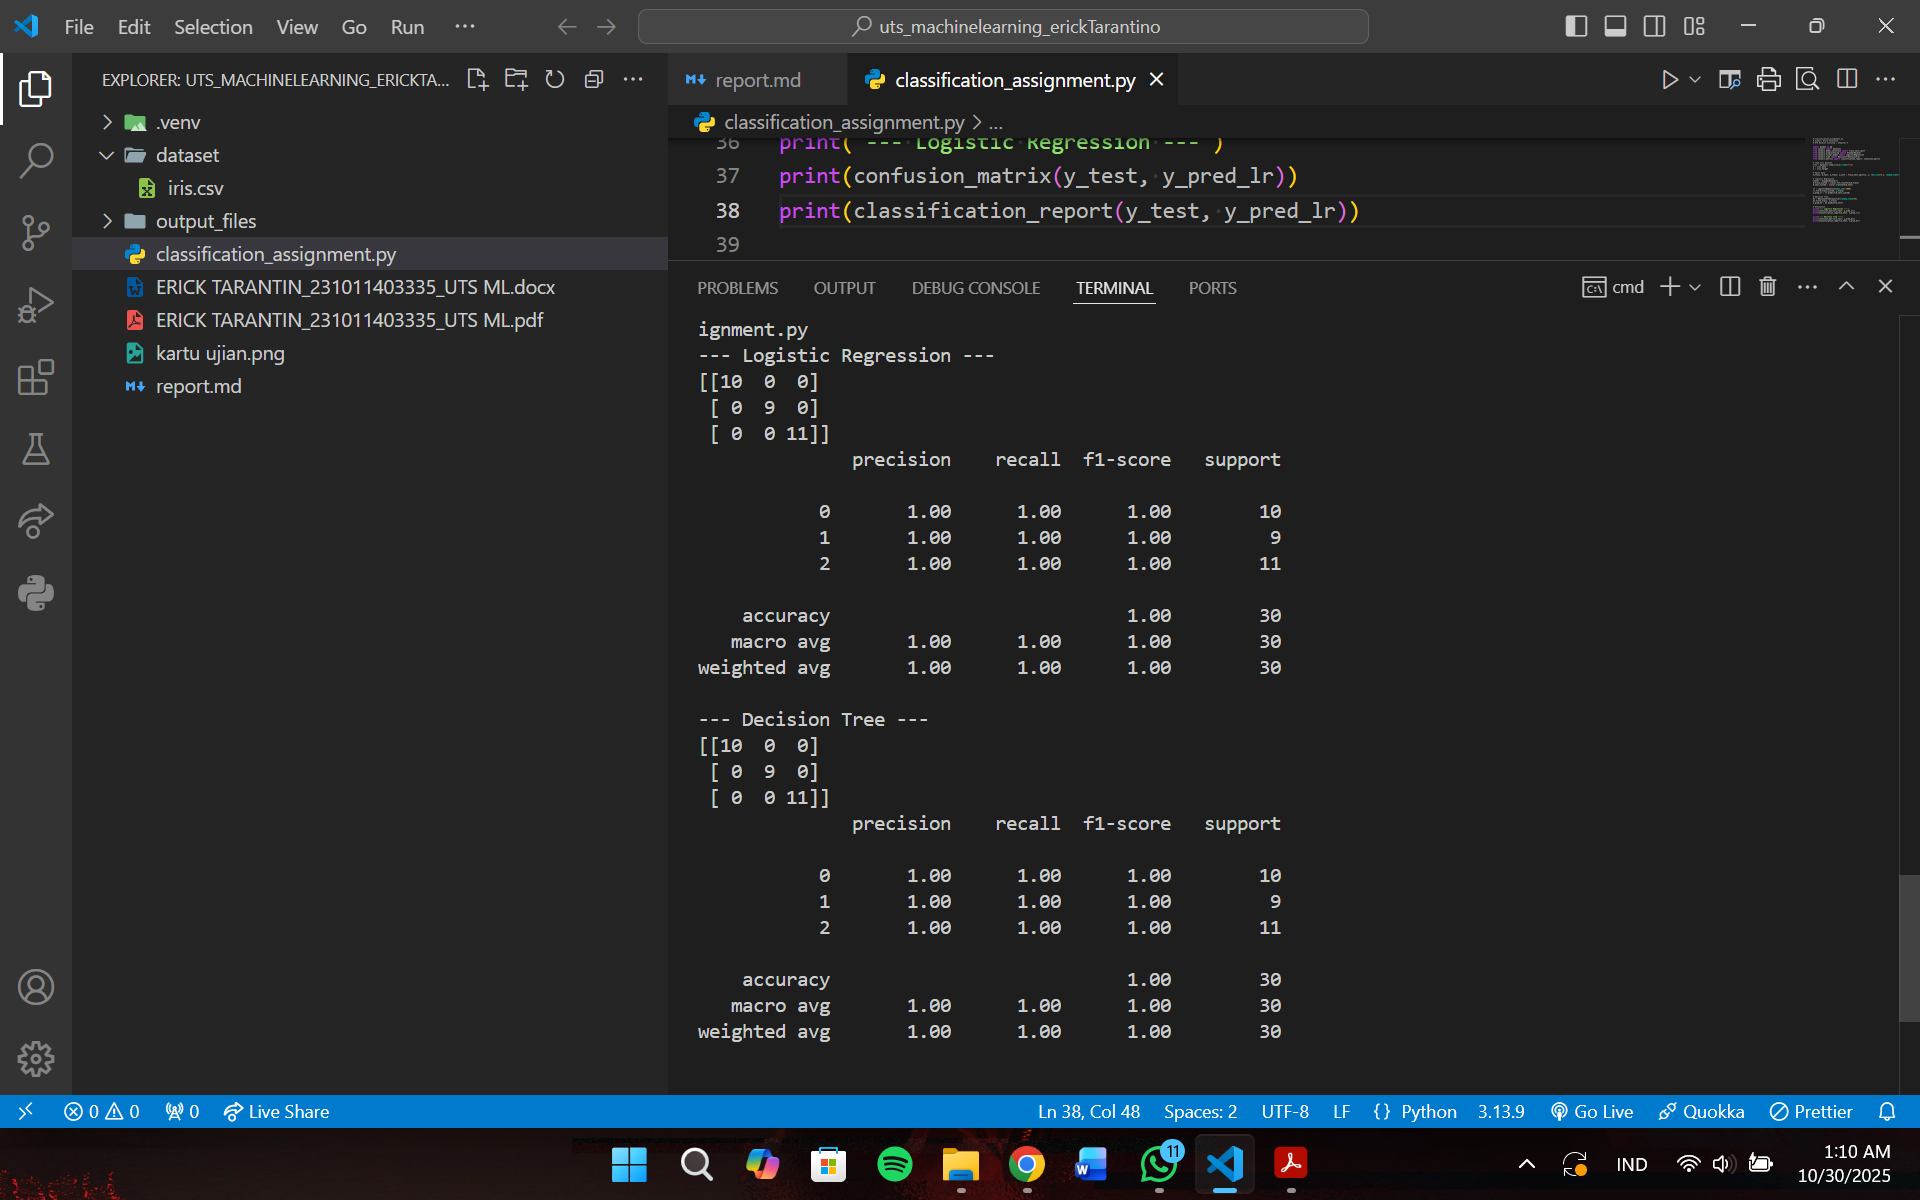 File Edit Selection View Go Run ···
uts_machinelearning_erickTarantino
EXPLORER: UTS_MACHINELEARNING_ERICKTA...
.venv
dataset
iris.csv
output_files
classification_assignment.py
ERICK TARANTIN_231011403335_UTS ML.docx
ERICK TARANTIN_231011403335_UTS ML.pdf
kartu ujian.png
report.md
report.md classification_assignment.py
classification_assignment.py > ...
36 print("--- Logistic Regression ---")
37 print(confusion_matrix(y_test, y_pred_lr))
38 print(classification_report(y_test, y_pred_lr))
39
PROBLEMS OUTPUT DEBUG CONSOLE TERMINAL PORTS cmd
ignment.py
--- Logistic Regression ---
[[10  0  0]
 [ 0  9  0]
 [ 0  0 11]]
              precision    recall  f1-score   support

           0       1.00      1.00      1.00        10
           1       1.00      1.00      1.00         9
           2       1.00      1.00      1.00        11

    accuracy                           1.00        30
   macro avg       1.00      1.00      1.00        30
weighted avg       1.00      1.00      1.00        30

--- Decision Tree ---
[[10  0  0]
 [ 0  9  0]
 [ 0  0 11]]
              precision    recall  f1-score   support

           0       1.00      1.00      1.00        10
           1       1.00      1.00      1.00         9
           2       1.00      1.00      1.00        11

    accuracy                           1.00        30
   macro avg       1.00      1.00      1.00        30
weighted avg       1.00      1.00      1.00        30
0 0 0 Live Share Ln 38, Col 48 Spaces: 2 UTF-8 LF {} Python 3.13.9 Go Live Quokka Prettier
11 IND 1:10 AM
10/30/2025